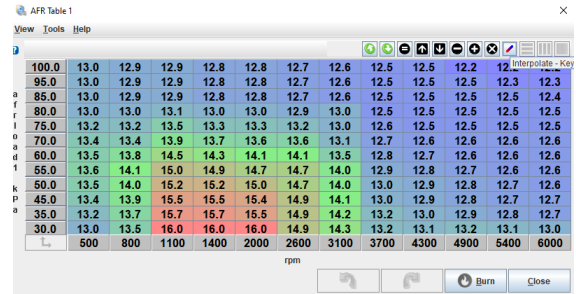 AFR Table 1
View Tools Help
Interpolate - Key
100.0 13.0 12.9 12.9 12.8 12.8 12.7 12.6 12.5 12.5 12.2
95.0 13.0 12.9 12.9 12.8 12.8 12.7 12.6 12.5 12.5 12.5 12.3 12.3
85.0 13.0 12.9 12.9 12.8 12.8 12.7 12.6 12.5 12.5 12.5 12.5 12.4
80.0 13.0 13.0 13.1 13.0 13.0 12.9 13.0 12.5 12.5 12.5 12.5 12.5
75.0 13.2 13.2 13.5 13.3 13.3 13.2 13.0 12.6 12.5 12.5 12.5 12.5
70.0 13.4 13.4 13.9 13.7 13.6 13.6 13.1 12.7 12.6 12.6 12.5 12.6
60.0 13.5 13.8 14.5 14.3 14.1 14.1 13.5 12.8 12.7 12.6 12.6 12.6
55.0 13.6 14.1 15.0 14.9 14.7 14.7 14.0 12.9 12.8 12.7 12.6 12.6
50.0 13.5 14.0 15.2 15.2 15.0 14.7 14.0 13.0 12.9 12.8 12.7 12.6
45.0 13.4 13.9 15.5 15.5 15.4 14.9 14.1 13.0 12.9 12.8 12.7 12.6
35.0 13.2 13.7 15.7 15.7 15.5 14.9 14.2 13.2 13.0 12.9 12.8 12.7
30.0 13.0 13.5 16.0 16.0 16.0 14.9 14.3 13.2 13.1 13.2 13.1 13.0
500 800 1100 1400 2000 2600 3100 3700 4300 4900 5400 6000
afrload1 kPa
rpm
Burn Close